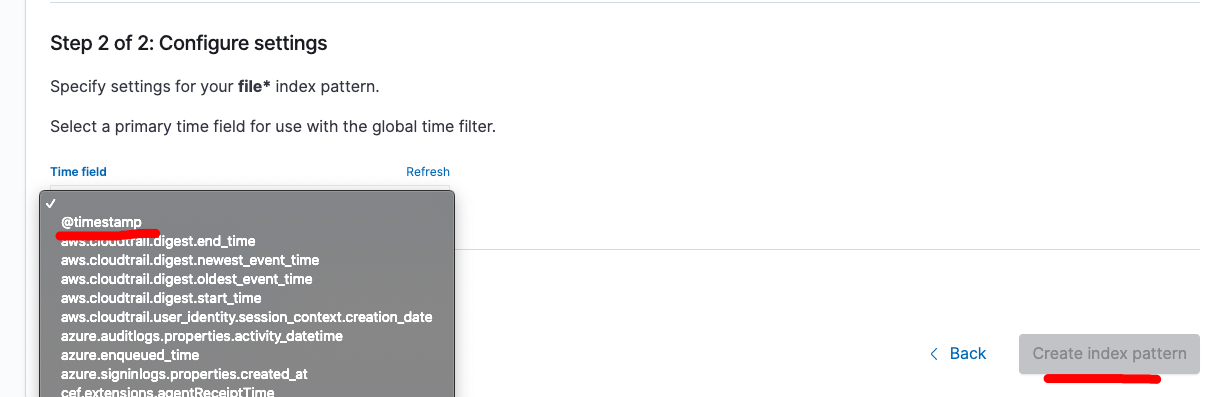 Step 2 of 2: Configure settings
Specify settings for your file* index pattern.
Select a primary time field for use with the global time filter.
Time field
Refresh
@timestamp
aws.cloudtrail.digest.end_time
aws.cloudtrail.digest.newest_event_time
aws.cloudtrail.digest.oldest_event_time
aws.cloudtrail.digest.start_time
aws.cloudtrail.user_identity.session_context.creation_date
azure.auditlogs.properties.activity_datetime
azure.enqueued_time
azure.signinlogs.properties.created_at
cef.extensions.agentReceiptTime
Back
Create index pattern